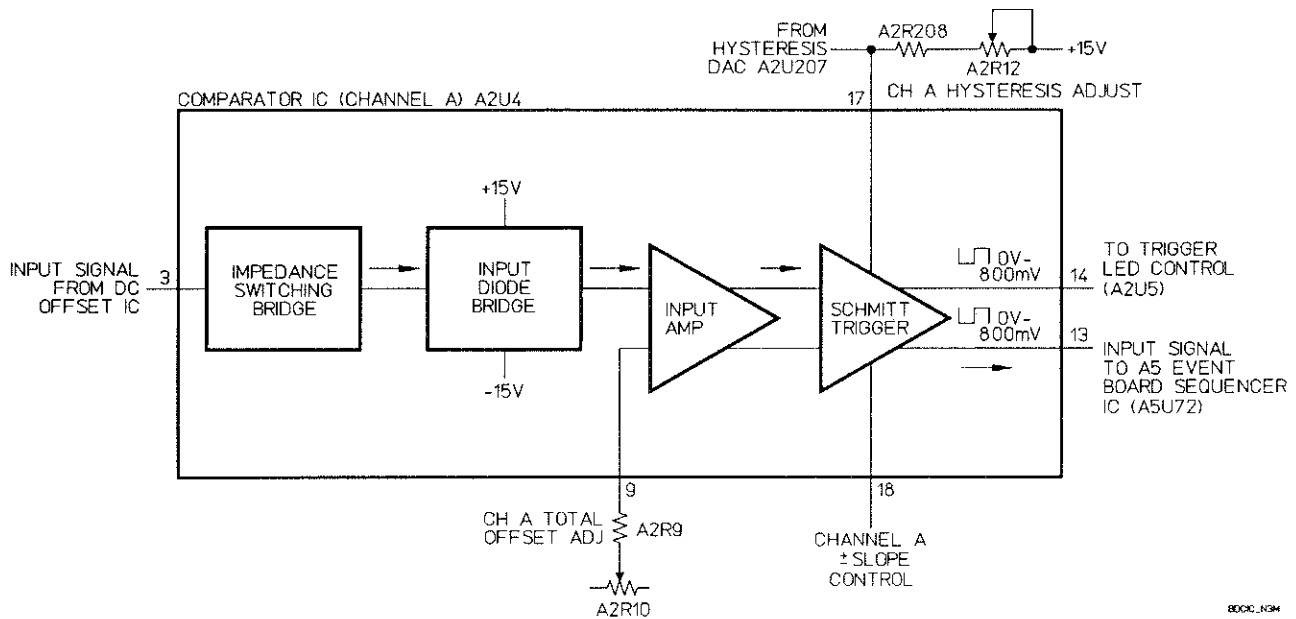 FROM
HYSTERESIS
DAC A2U207
A2R208
A2R12
+15V
CH A HYSTERESIS ADJUST
COMPARATOR IC (CHANNEL A) A2U4
17
INPUT SIGNAL
FROM DC
OFFSET IC
3
IMPEDANCE
SWITCHING
BRIDGE
+15V
INPUT
DIODE
BRIDGE
-15V
INPUT
AMP
SCHMITT
TRIGGER
0V-
800mV
14
TO TRIGGER
LED CONTROL
(A2U5)
0V-
800mV
13
INPUT SIGNAL
TO A5 EVENT
BOARD SEQUENCER
IC (A5U72)
9
18
CH A TOTAL
OFFSET ADJ
A2R9
A2R10
CHANNEL A
± SLOPE
CONTROL